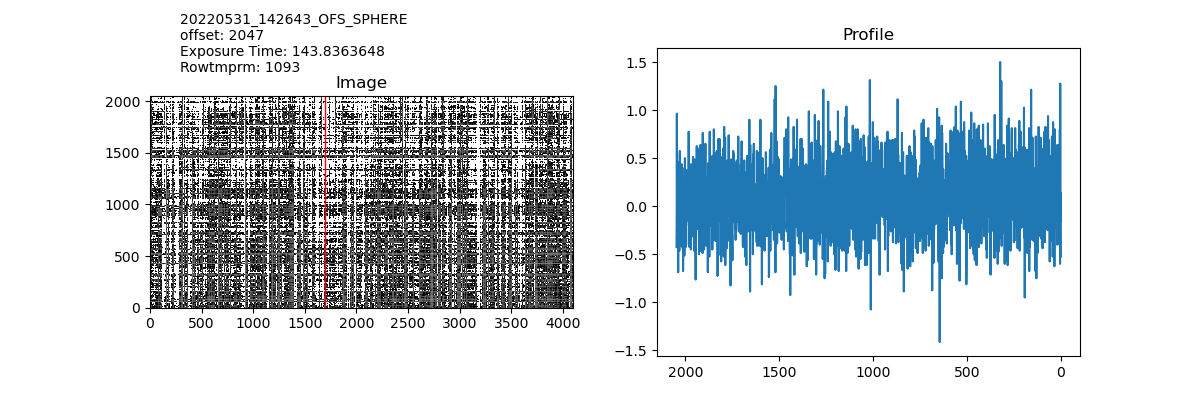 20220531_142643_OFS_SPHERE
offset: 2047
Exposure Time: 143.8363648
Rowtmprm: 1093
Image
2000
1500
1000
500
0
0 500 1000 1500 2000 2500 3000 3500 4000
Profile
1.5
1.0
0.5
0.0
−0.5
−1.0
−1.5
2000 1500 1000 500 0